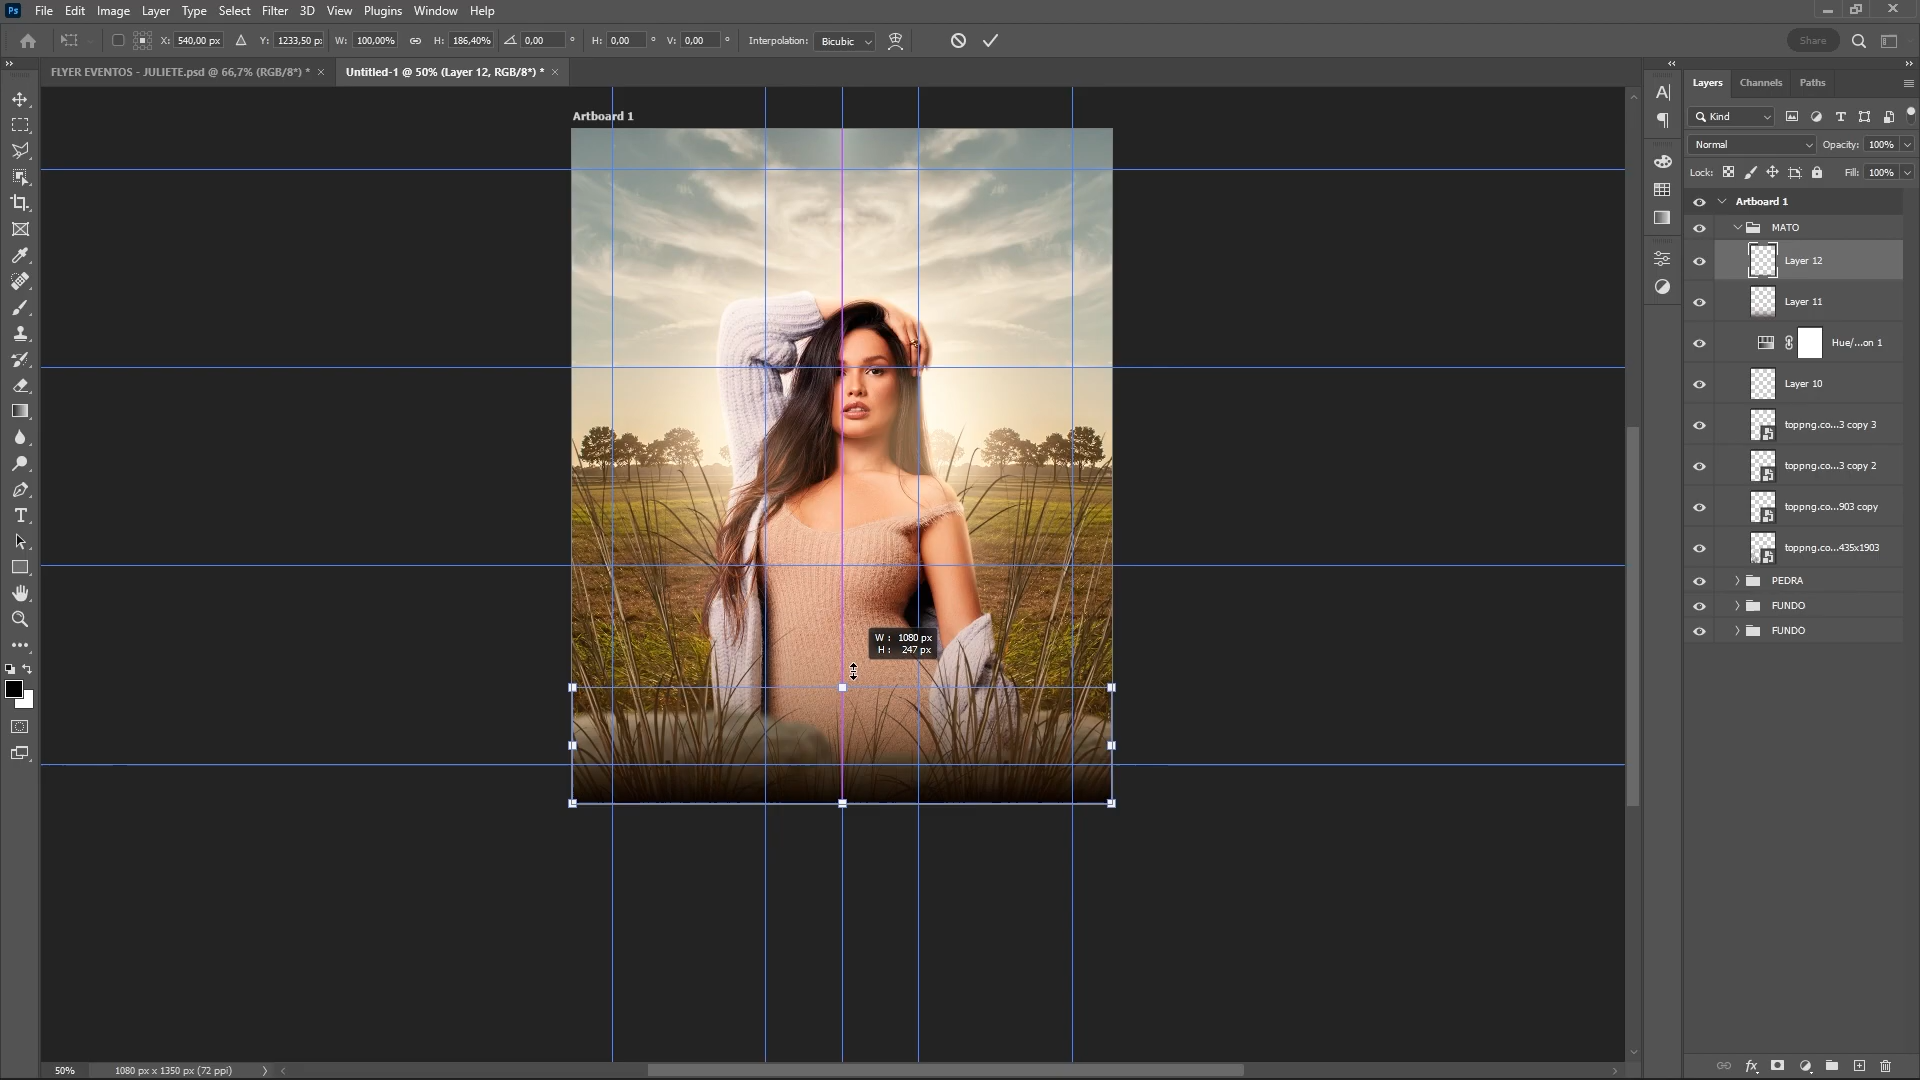 Ps File Edit Image Layer Type Select Filter 3D View Plugins Window Help
X: 540,00 px Y: 1233,50 p: W: 100,00% H: 186,40% 0,00 ° H: 0,00 ° V: 0,00 ° Interpolation: Bicubic Share
FLYER EVENTOS - JULIETE.psd @ 66,7% (RGB/8*) * × Untitled-1 @ 50% (Layer 12, RGB/8*) * ×
Layers Channels Paths
Artboard 1
Kind
Normal Opacity: 100%
Lock: Fill: 100%
Artboard 1
MATO
Layer 12
Layer 11
Hue/...on 1
Layer 10
toppng.co...3 copy 3
toppng.co...3 copy 2
toppng.co...903 copy
toppng.co...435x1903
PEDRA
FUNDO
FUNDO
W : 1080 px
H : 247 px
50% 1080 px x 1350 px (72 ppi)